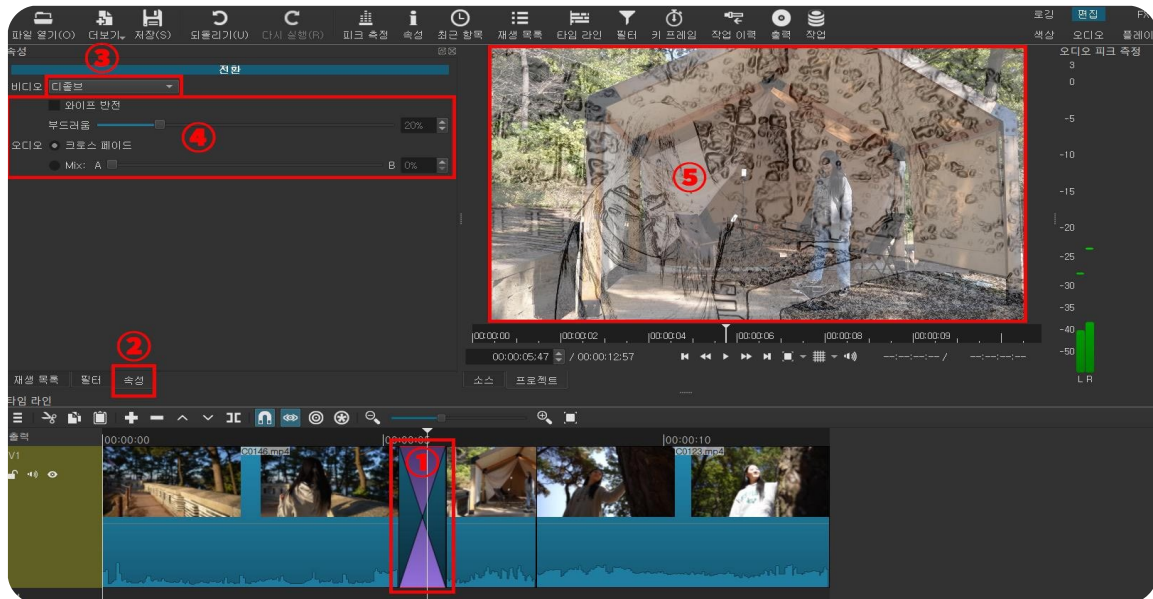 파일 열기(O) 더보기 저장(S) 되돌리기(U) 다시 실행(R) 피크 측정 속성 최근 항목 재생 목록 타임 라인 필터 키 프레임 작업 이력 출력 작업
로깅 편집 FX
색상 오디오 플레이
속성
오디오 피크 측정
③
전환
비디오 디졸브
와이프 반전
부드러움 20%
④
오디오 크로스 페이드
Mix: A B 0%
⑤
3
0
-5
-10
-15
-20
-25
-30
-35
-40
-50
L R
00:00:00 00:00:02 00:00:04 00:00:06 00:00:08 00:00:09
00:00:05:47 / 00:00:12:57 --:--:--:-- / --:--:--:--
②
재생 목록 필터 속성
소스 프로젝트
타임 라인
출력
00:00:00 00:00:05 00:00:10
V1
C0146.mp4 C0123.mp4
①